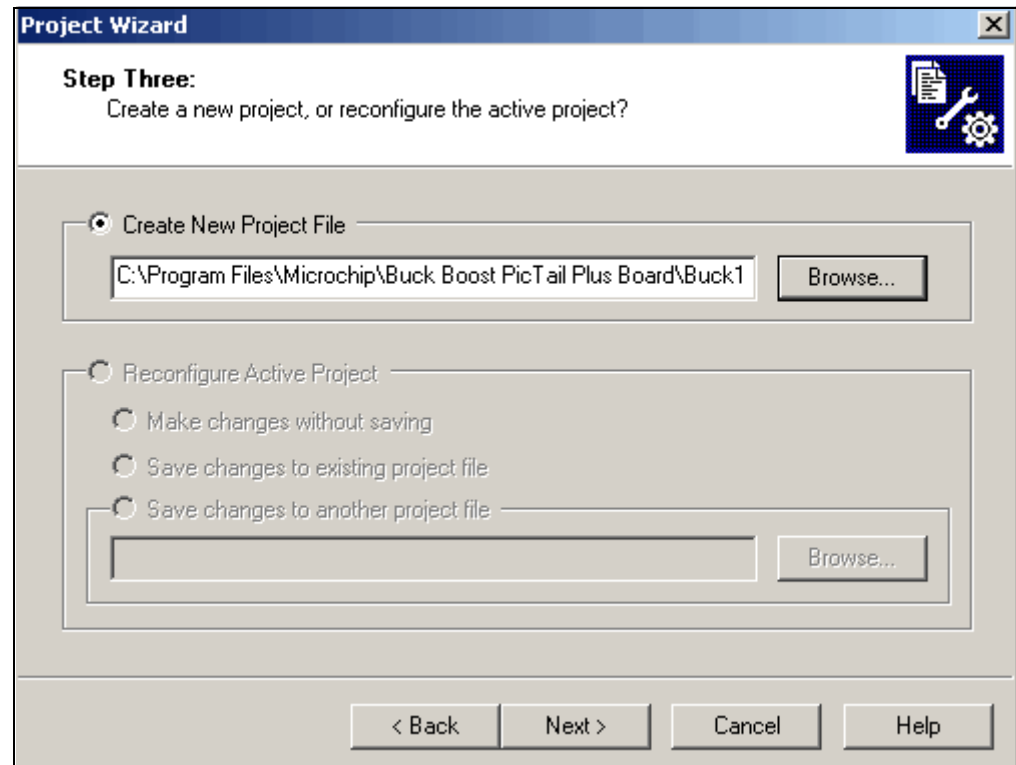 Project Wizard
Step Three:
Create a new project, or reconfigure the active project?
Create New Project File
C:\Program Files\Microchip\Buck Boost PicTail Plus Board\Buck1
Browse...
Reconfigure Active Project
Make changes without saving
Save changes to existing project file
Save changes to another project file
Browse...
< Back
Next >
Cancel
Help